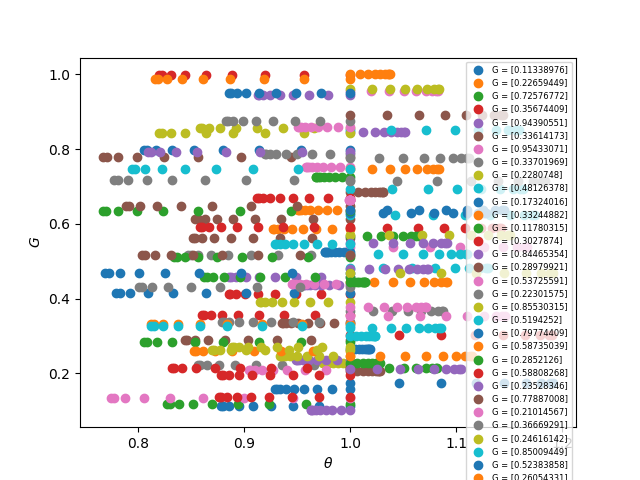 1.0
0.8
0.6
0.4
0.2
G
0.8
0.9
1.0
1.1
θ
G = [0.11338976]
G = [0.22659449]
G = [0.72576772]
G = [0.35674409]
G = [0.94390551]
G = [0.33614173]
G = [0.95433071]
G = [0.33701969]
G = [0.2280748]
G = [0.48126378]
G = [0.17324016]
G = [0.33244882]
G = [0.11780315]
G = [0.3027874]
G = [0.84465354]
G = [0.53725591]
G = [0.22301575]
G = [0.85530315]
G = [0.5194252]
G = [0.79774409]
G = [0.58735039]
G = [0.2852126]
G = [0.58808268]
G = [0.23528346]
G = [0.77887008]
G = [0.21014567]
G = [0.36669291]
G = [0.24616142]
G = [0.85009449]
G = [0.52383858]
G = [0.26054331]